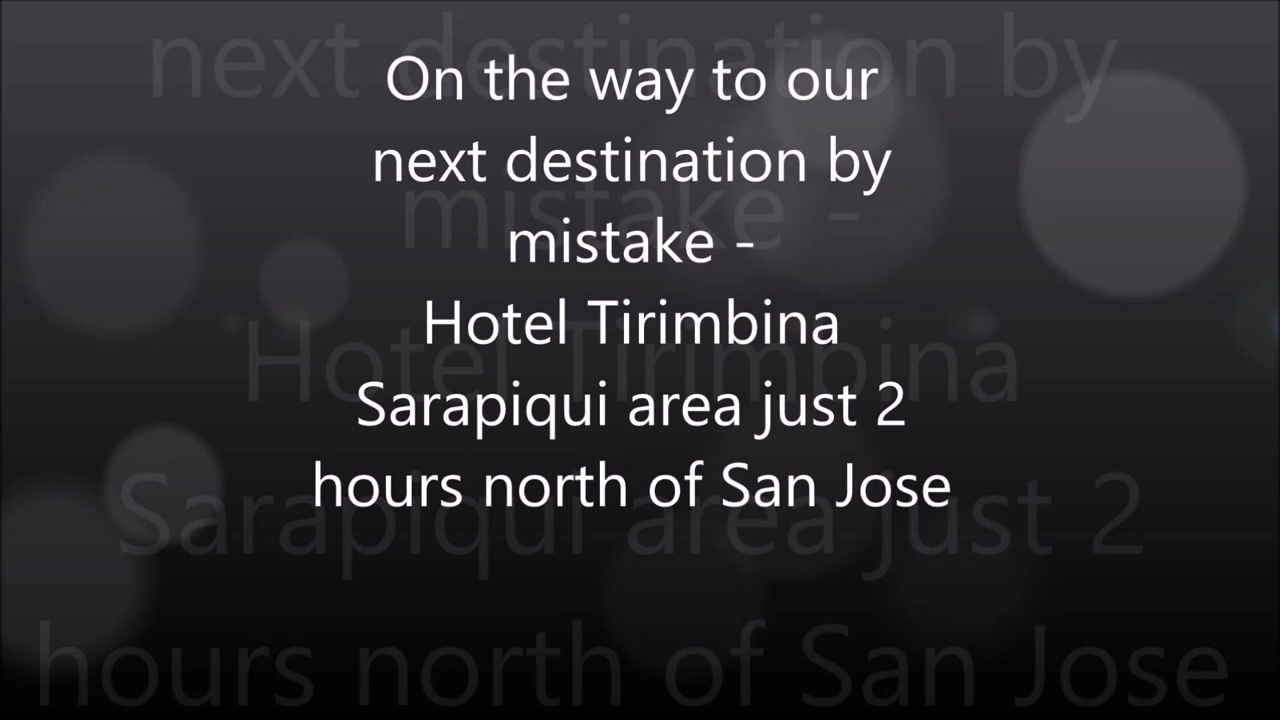 On the way to our
next destination by
mistake -
Hotel Tirimbina
Sarapiqui area just 2
hours north of San Jose